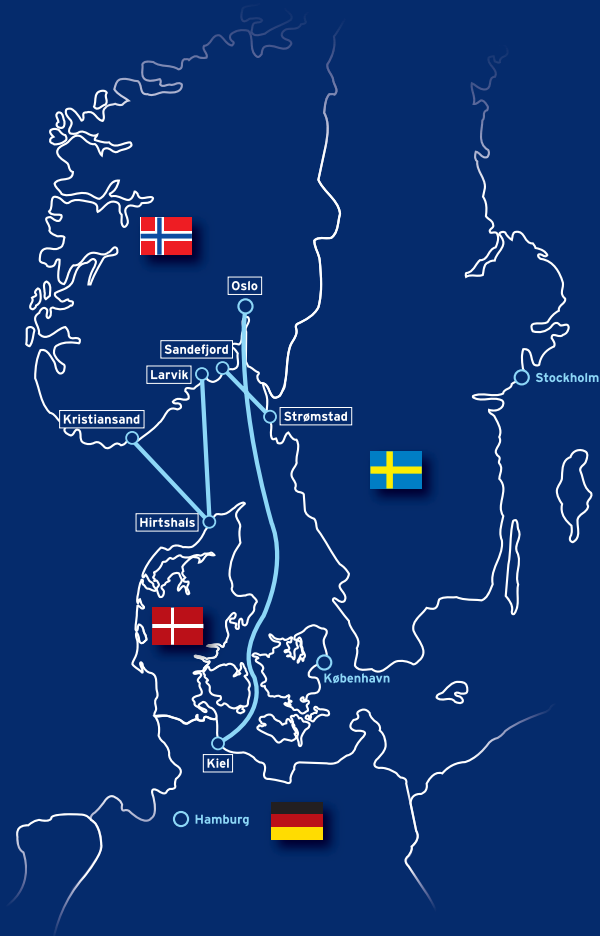 Oslo
Sandefjord
Larvik
Stockholm
Strømstad
Kristiansand
Hirtshals
København
Kiel
Hamburg